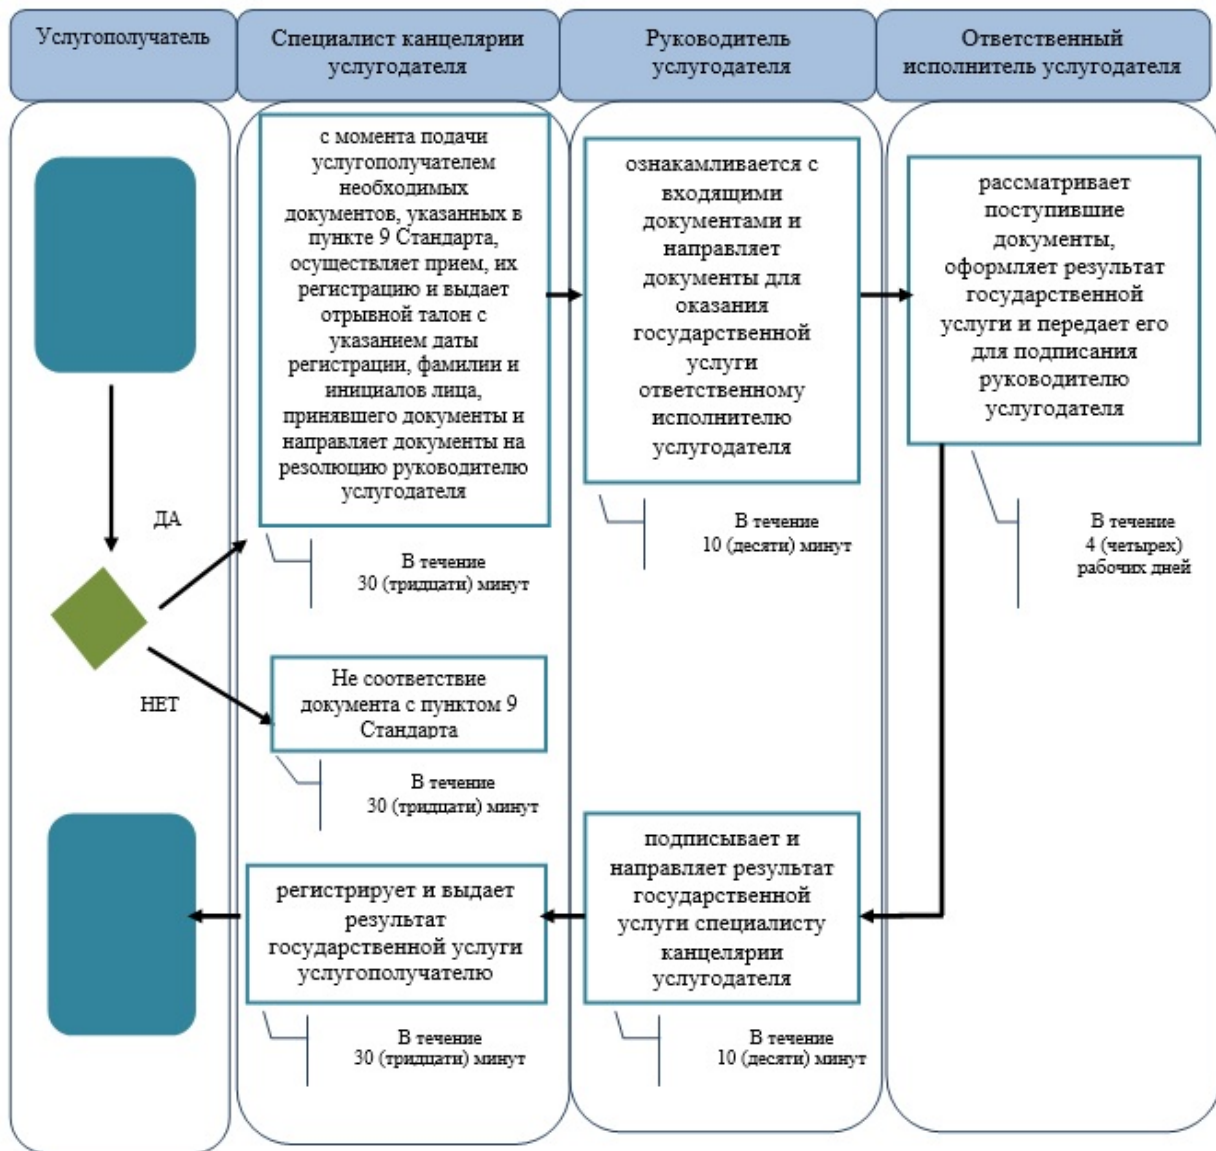 Услугополучатель
Специалист канцелярии
услугодателя
Руководитель
услугодателя
Ответственный
исполнитель услугодателя
с момента подачи
услугополучателем
необходимых
документов, указанных в
пункте 9 Стандарта,
осуществляет прием, их
регистрацию и выдает
отрывной талон с
указанием даты
регистрации, фамилии и
инициалов лица,
принявшего документы и
направляет документы на
резолюцию руководителю
услугодателя
В течение
30 (тридцати) минут
ознакамливается с
входящими
документами и
направляет
документы для
оказания
государственной
услуги
ответственному
исполнителю
услугодателя
В течение
10 (десяти) минут
рассматривает
поступившие
документы,
оформляет результат
государственной
услуги и передает его
для подписания
руководителю
услугодателя
В течение
4 (четырех)
рабочих дней
ДА
НЕТ
Не соответствие
документа с пунктом 9
Стандарта
В течение
30 (тридцати) минут
подписывает и
направляет результат
государственной
услуги специалисту
канцелярии
услугодателя
В течение
10 (десяти) минут
регистрирует и выдает
результат
государственной услуги
услугополучателю
В течение
30 (тридцати) минут